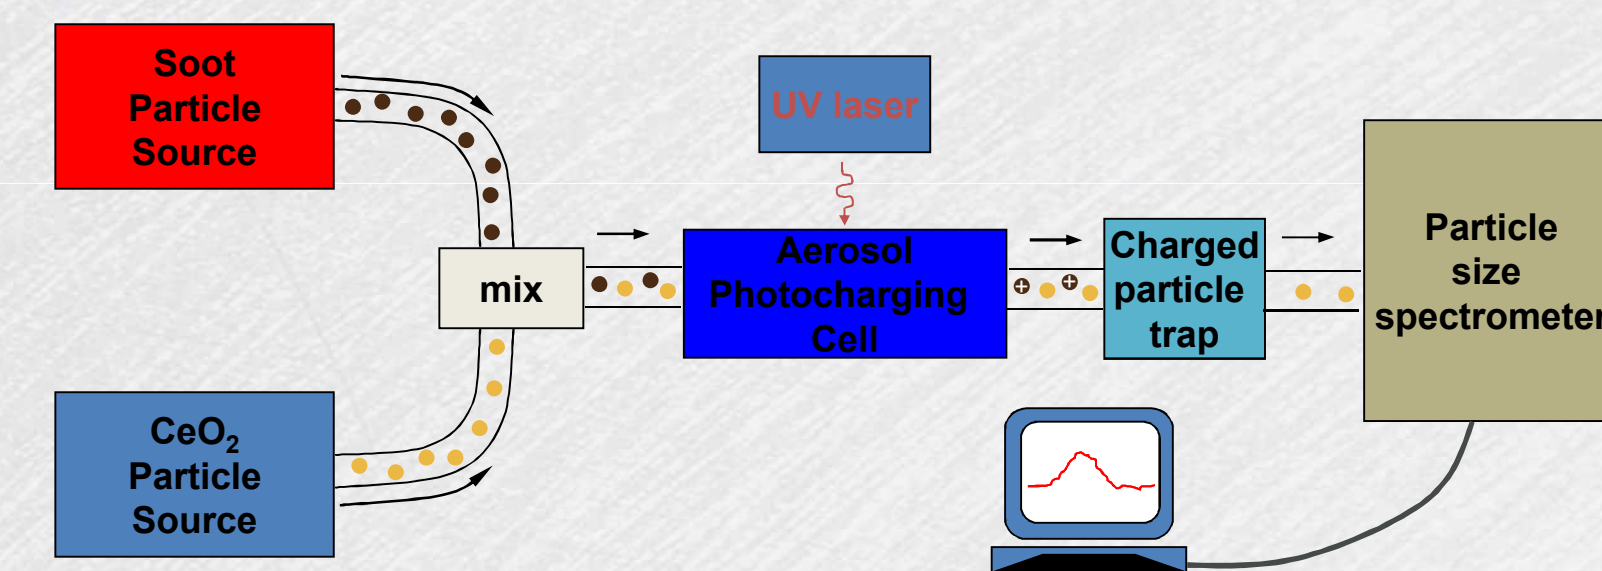 Soot
Particle
Source
UV laser
mix
Aerosol
Photocharging
Cell
Charged
particle
trap
Particle
size
spectrometer
CeO₂
Particle
Source